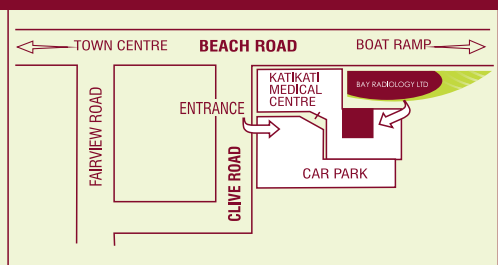 TOWN CENTRE
BEACH ROAD
BOAT RAMP
KATIKATI
MEDICAL
CENTRE
BAY RADIOLOGY LTD
ENTRANCE
FAIRVIEW ROAD
CLIVE ROAD
CAR PARK